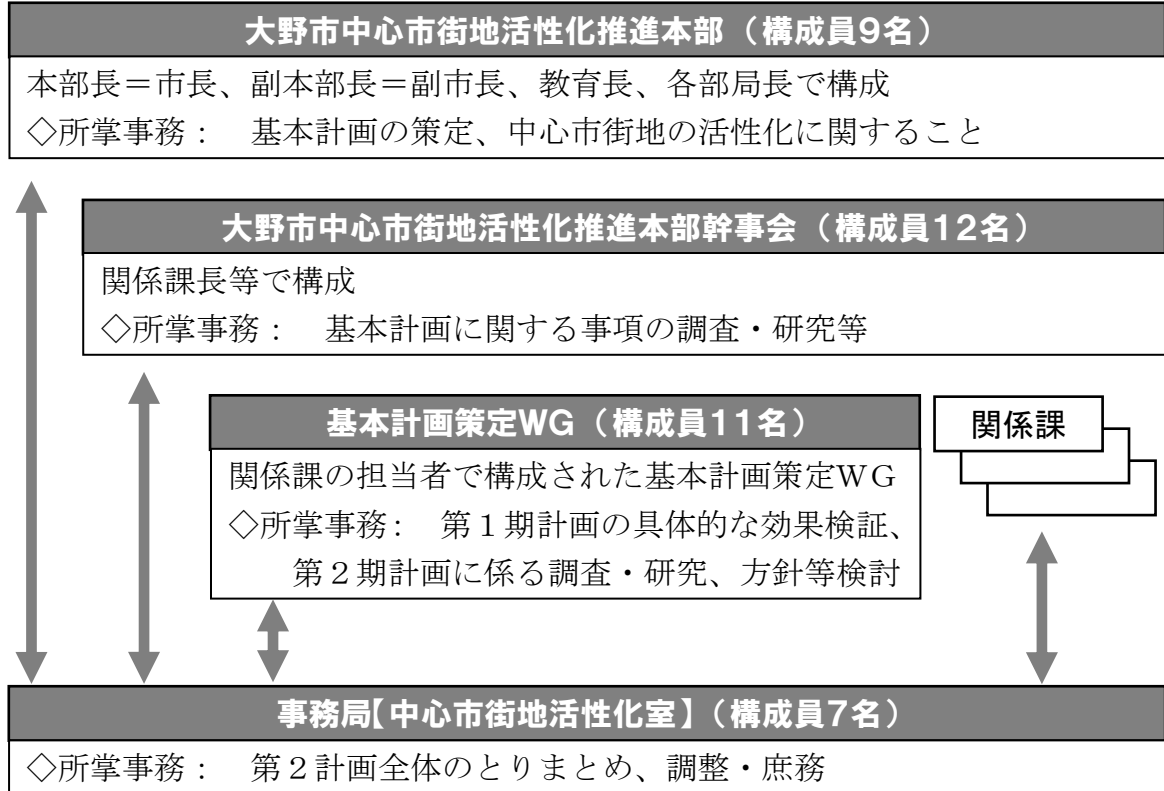 大野市中心市街地活性化推進本部（構成員9名）
本部長＝市長、副本部長＝副市長、教育長、各部局長で構成
◇所掌事務：　基本計画の策定、中心市街地の活性化に関すること
大野市中心市街地活性化推進本部幹事会（構成員12名）
関係課長等で構成
◇所掌事務：　基本計画に関する事項の調査・研究等
基本計画策定WG（構成員11名）
関係課の担当者で構成された基本計画策定ＷＧ
◇所掌事務：　第１期計画の具体的な効果検証、
第２期計画に係る調査・研究、方針等検討
関係課
事務局【中心市街地活性化室】（構成員7名）
◇所掌事務：　第２計画全体のとりまとめ、調整・庶務